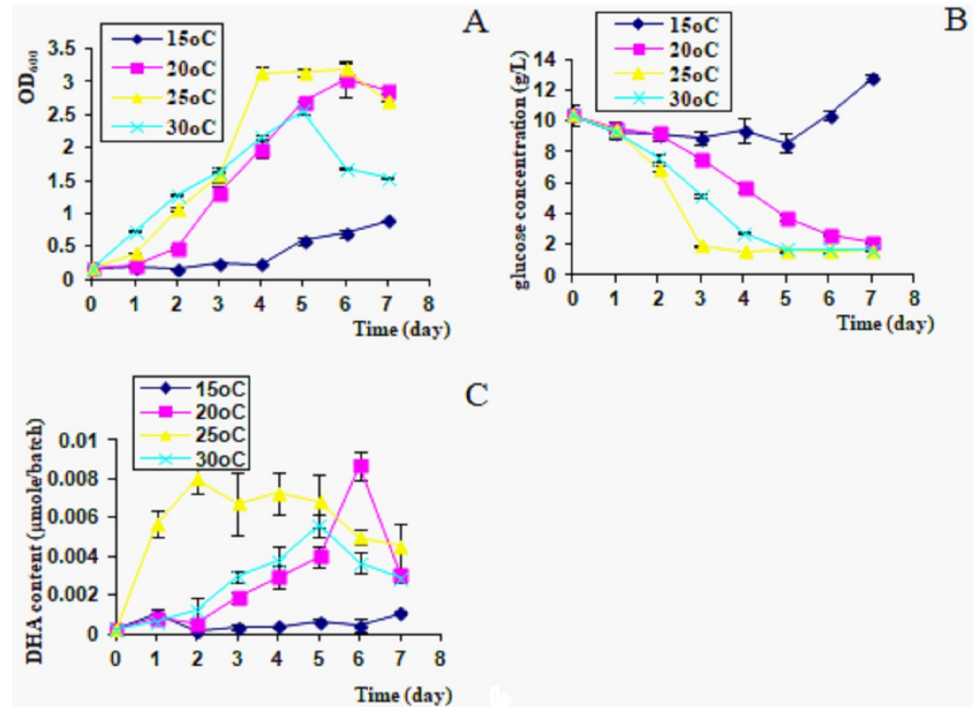 A
15oC
20oC
25oC
30oC
OD600
3.5
3
2.5
2
1.5
1
0.5
0
0 1 2 3 4 5 6 7 8
Time (day)
B
15oC
20oC
25oC
30oC
glucose concentration (g/L)
14
12
10
8
6
4
2
0
0 1 2 3 4 5 6 7 8
Time (day)
C
15oC
20oC
25oC
30oC
DHA content (µmole/batch)
0.01
0.008
0.006
0.004
0.002
0
0 1 2 3 4 5 6 7 8
Time (day)